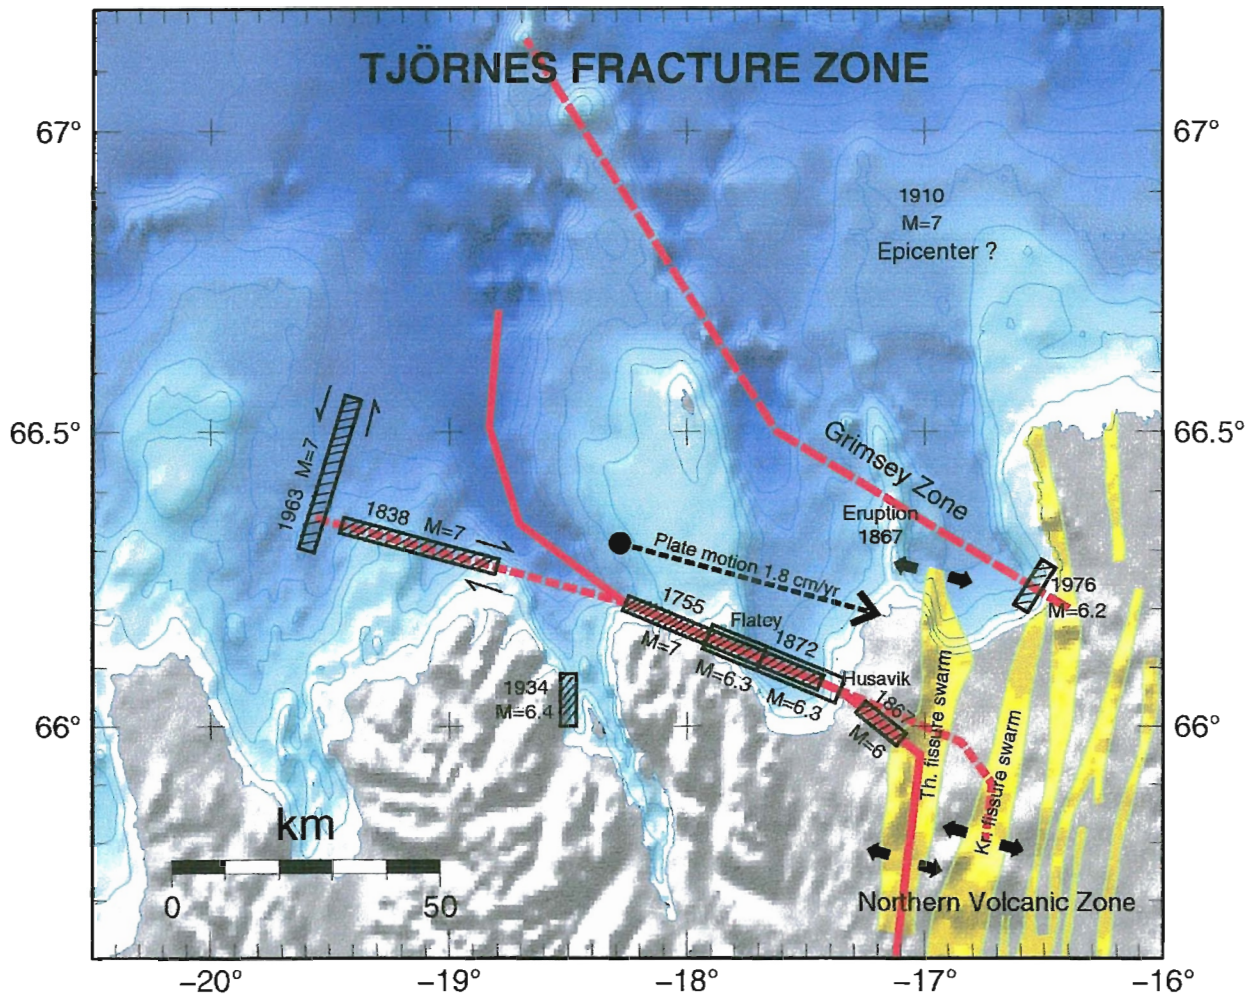 TJÖRNES FRACTURE ZONE
67°
67°
1910
M=7
Epicenter ?
66.5°
66.5°
Grimsey Zone
Eruption
1867
1963 M=7
1838 M=7
Plate motion 1.8 cm/yr
1976
M=6.2
1755
Flatey
1872
M=7
M=6.3
M=6.3
Husavik
1867
M=6
1934
M=6.4
66°
66°
Th. fissure swarm
Kr. fissure swarm
km
0
50
Northern Volcanic Zone
−20°
−19°
−18°
−17°
−16°